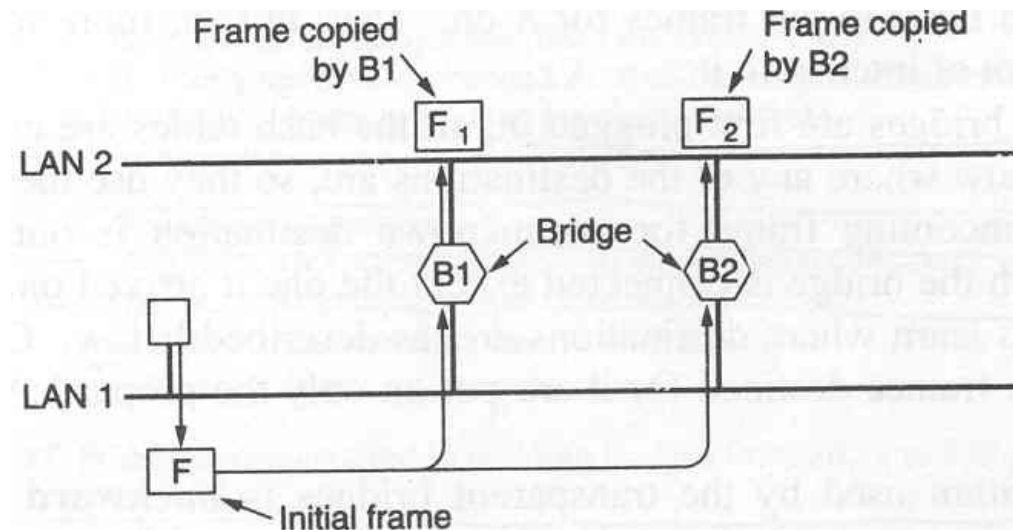 Frame copied
by B1
Frame copied
by B2
F1
F2
LAN 2
Bridge
B1
B2
LAN 1
F
Initial frame